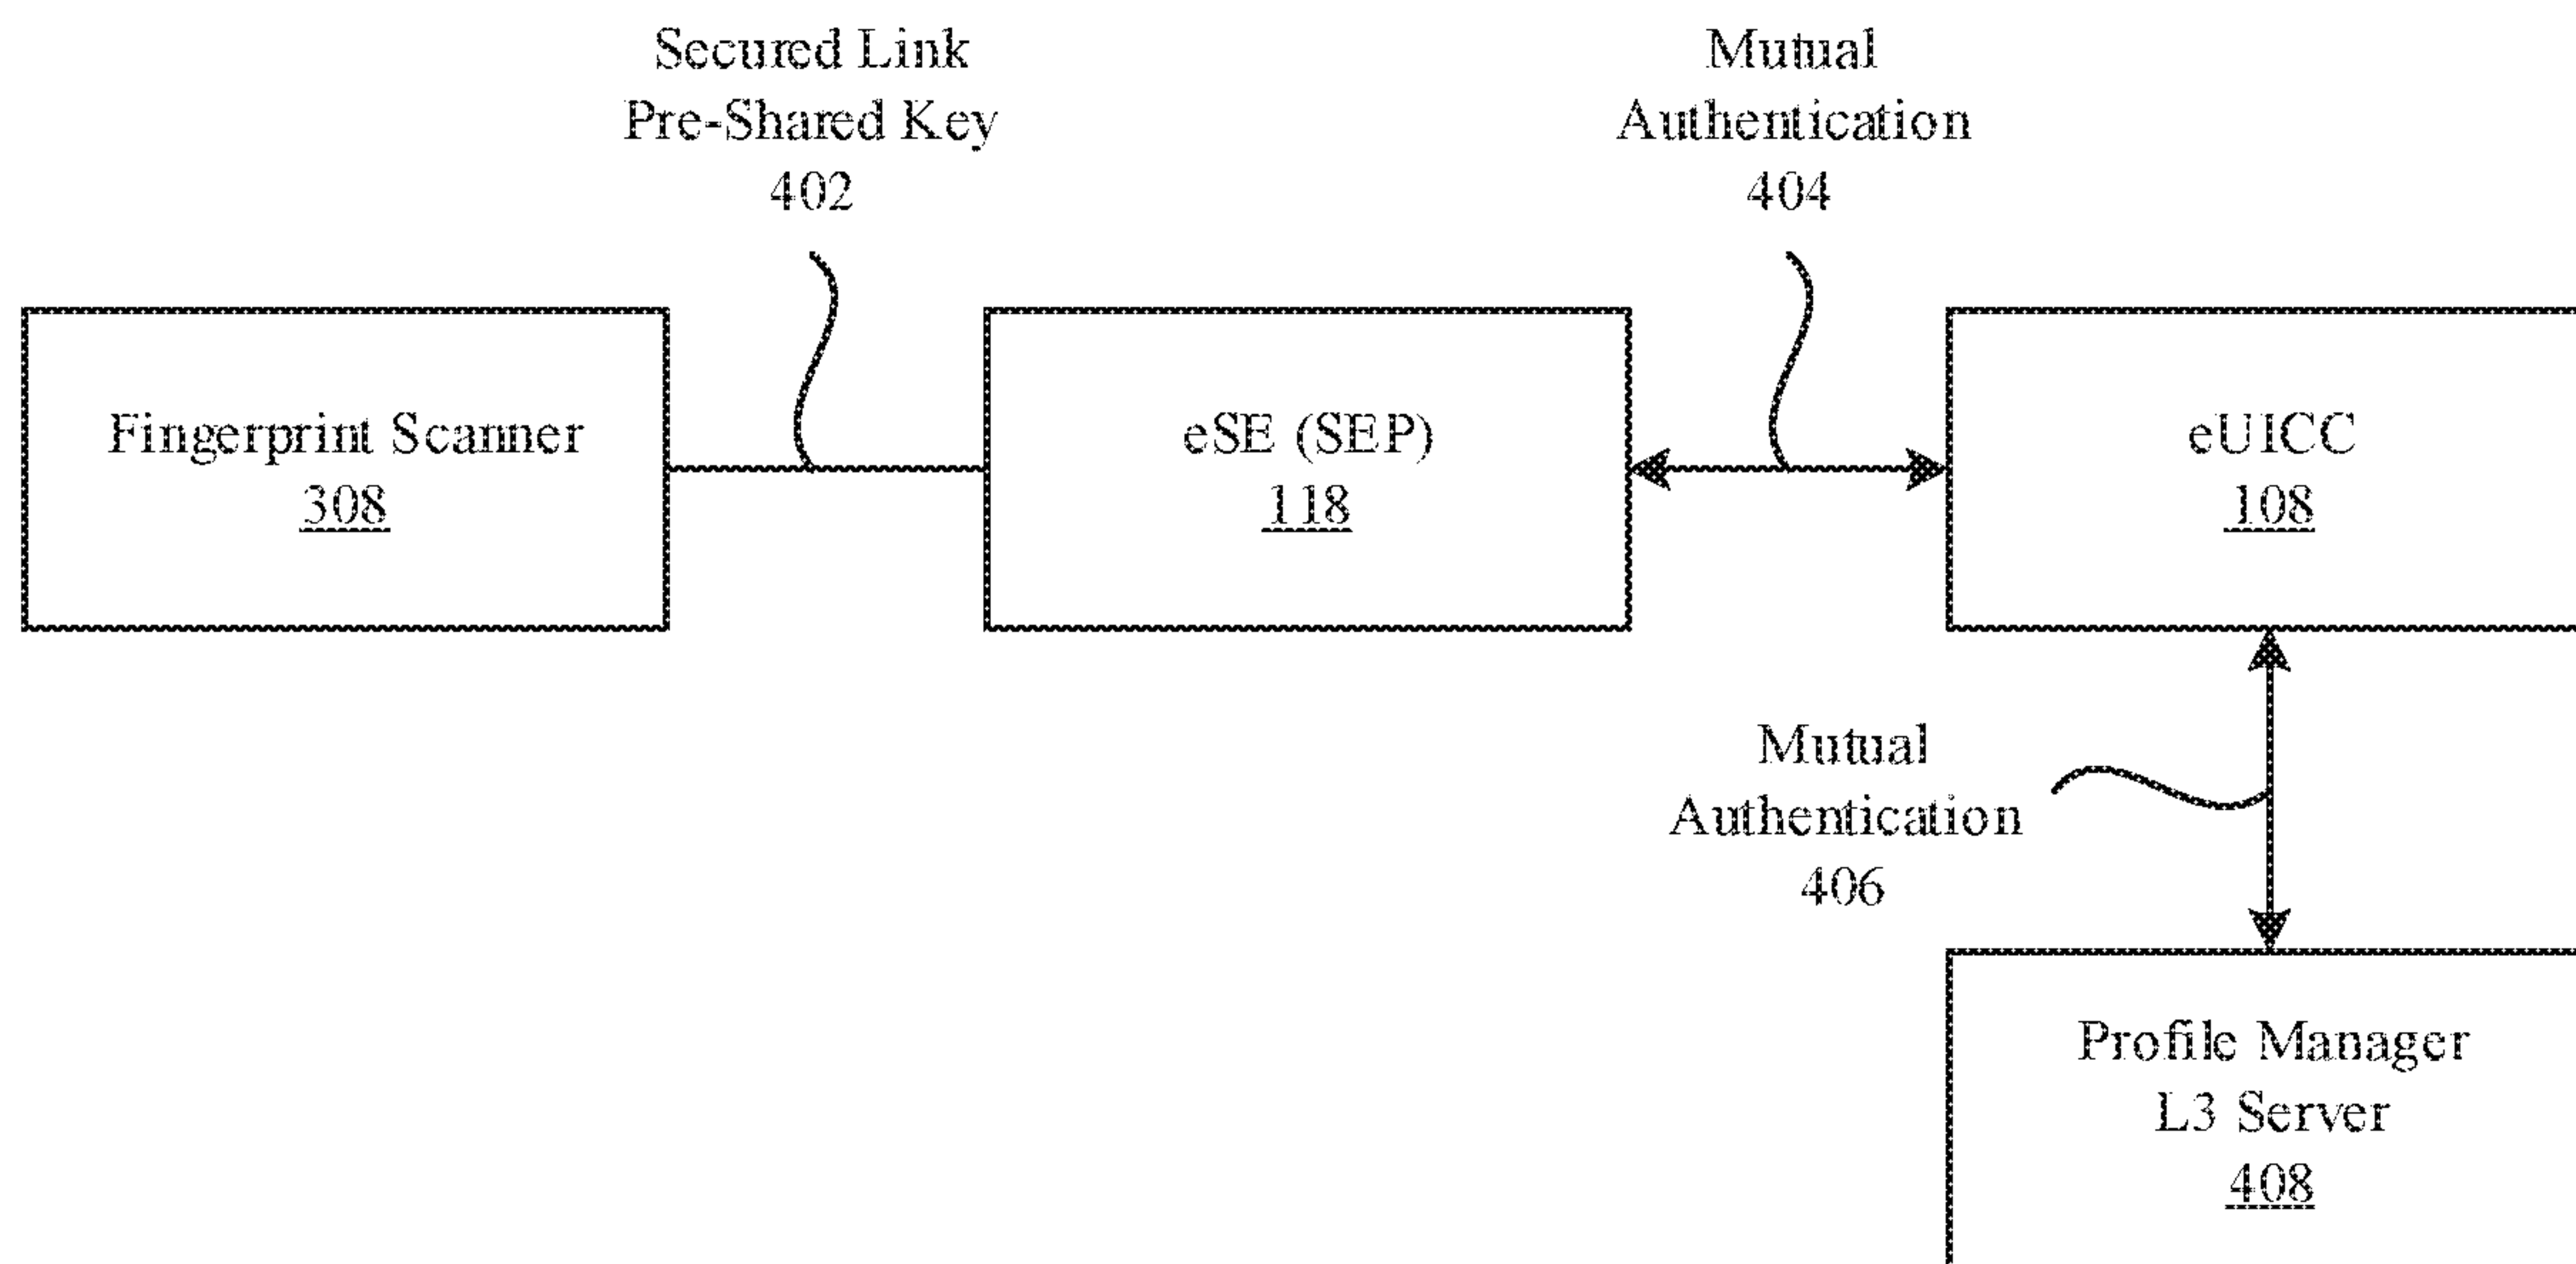 Secured Link
Pre-Shared Key
402
Mutual
Authentication
404
Fingerprint Scanner
308
eSE (SEP)
118
eUICC
108
Mutual
Authentication
406
Profile Manager
L3 Server
408